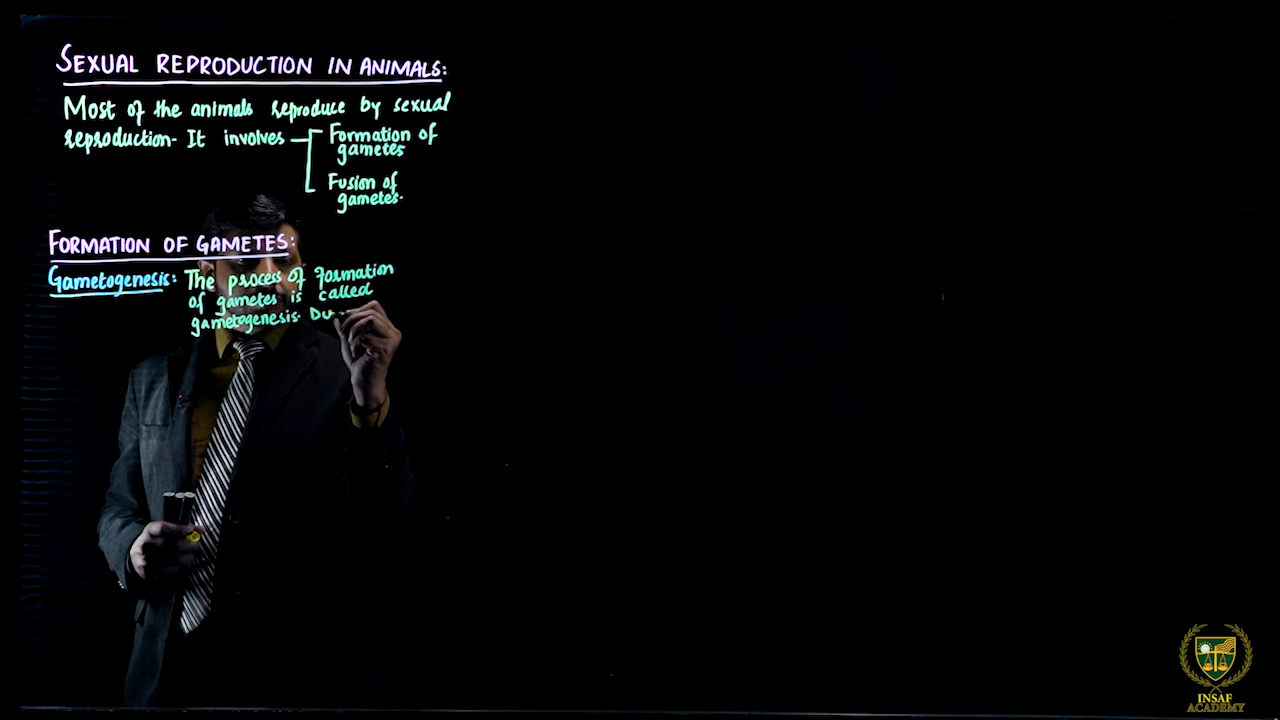 SEXUAL REPRODUCTION IN ANIMALS:
Most of the animals reproduce by sexual
reproduction. It involves
Formation of
gametes
Fusion of
gametes.
FORMATION OF GAMETES:
Gametogenesis: The process of formation
of gametes is called
gametogenesis.
INSAF
ACADEMY